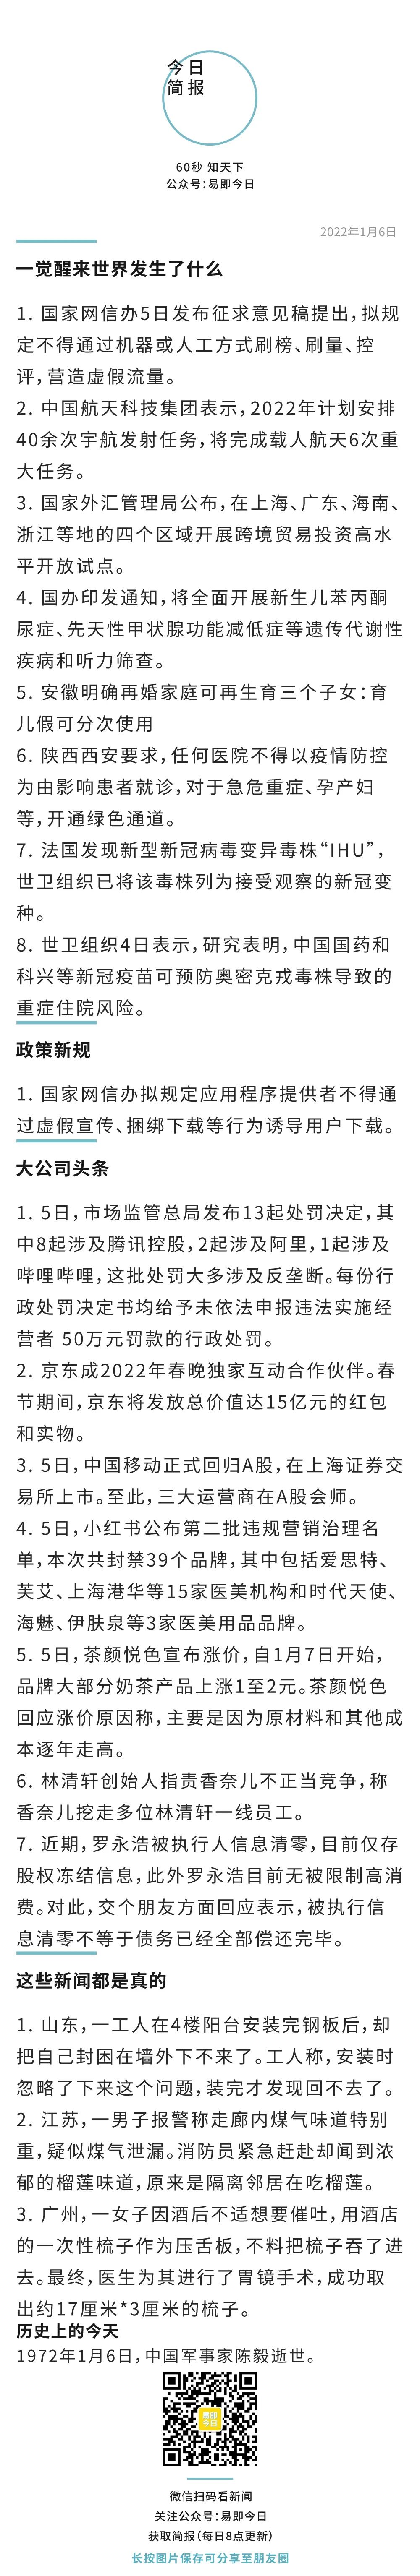 今日
简报
60秒 知天下
公众号：易即今日
2022年1月6日
一觉醒来世界发生了什么
1. 国家网信办5日发布征求意见稿提出，拟规
定不得通过机器或人工方式刷榜、刷量、控
评，营造虚假流量。
2. 中国航天科技集团表示，2022年计划安排
40余次宇航发射任务，将完成载人航天6次重
大任务。
3. 国家外汇管理局公布，在上海、广东、海南、
浙江等地的四个区域开展跨境贸易投资高水
平开放试点。
4. 国办印发通知，将全面开展新生儿苯丙酮
尿症、先天性甲状腺功能减低症等遗传代谢性
疾病和听力筛查。
5. 安徽明确再婚家庭可再生育三个子女：育
儿假可分次使用
6. 陕西西安要求，任何医院不得以疫情防控
为由影响患者就诊，对于急危重症、孕产妇
等，开通绿色通道。
7. 法国发现新型新冠病毒变异毒株“IHU”，
世卫组织已将该毒株列为接受观察的新冠变
种。
8. 世卫组织4日表示，研究表明，中国国药和
科兴等新冠疫苗可预防奥密克戎毒株导致的
重症住院风险。
政策新规
1. 国家网信办拟规定应用程序提供者不得通
过虚假宣传、捆绑下载等行为诱导用户下载。
大公司头条
1. 5日，市场监管总局发布13起处罚决定，其
中8起涉及腾讯控股，2起涉及阿里，1起涉及
哔哩哔哩，这批处罚大多涉及反垄断。每份行
政处罚决定书均给予未依法申报违法实施经
营者 50万元罚款的行政处罚。
2. 京东成2022年春晚独家互动合作伙伴。春
节期间，京东将发放总价值达15亿元的红包
和实物。
3. 5日，中国移动正式回归A股，在上海证券交
易所上市。至此，三大运营商在A股会师。
4. 5日，小红书公布第二批违规营销治理名
单，本次共封禁39个品牌，其中包括爱思特、
芙艾、上海港华等15家医美机构和时代天使、
海魅、伊肤泉等3家医美用品品牌。
5. 5日，茶颜悦色宣布涨价，自1月7日开始，
品牌大部分奶茶产品上涨1至2元。茶颜悦色
回应涨价原因称，主要是因为原材料和其他成
本逐年走高。
6. 林清轩创始人指责香奈儿不正当竞争，称
香奈儿挖走多位林清轩一线员工。
7. 近期，罗永浩被执行人信息清零，目前仅存
股权冻结信息，此外罗永浩目前无被限制高消
费。对此，交个朋友方面回应表示，被执行信
息清零不等于债务已经全部偿还完毕。
这些新闻都是真的
1. 山东，一工人在4楼阳台安装完钢板后，却
把自己封困在墙外下不来了。工人称，安装时
忽略了下来这个问题，装完才发现回不去了。
2. 江苏，一男子报警称走廊内煤气味道特别
重，疑似煤气泄漏。消防员紧急赶赴却闻到浓
郁的榴莲味道，原来是隔离邻居在吃榴莲。
3. 广州，一女子因酒后不适想要催吐，用酒店
的一次性梳子作为压舌板，不料把梳子吞了进
去。最终，医生为其进行了胃镜手术，成功取
出约17厘米*3厘米的梳子。
历史上的今天
1972年1月6日，中国军事家陈毅逝世。
易即
今日
微信扫码看新闻
关注公众号：易即今日
获取简报（每日8点更新）
长按图片保存可分享至朋友圈